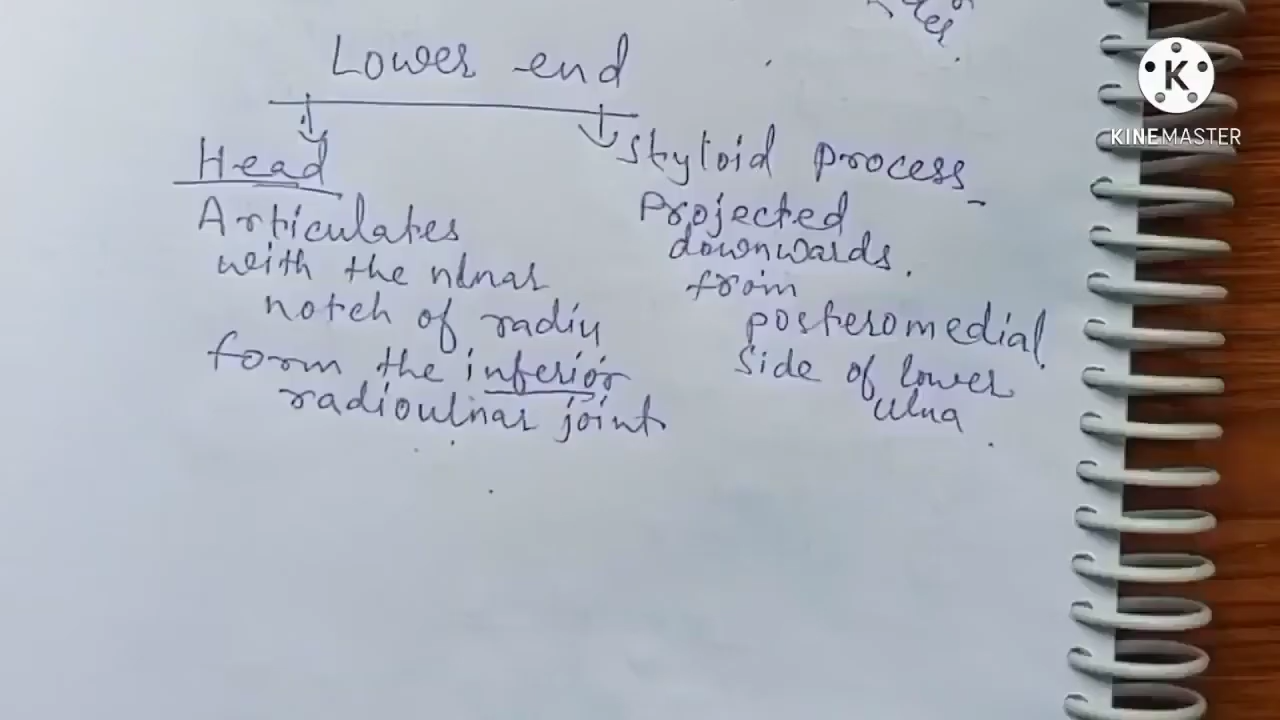 Lower end
Head
Articulates
with the ulnar
notch of radiu
form the inferior
radioulnar joint
Styloid process
Projected
downwards.
from
posteromedial
side of lower
ulna
K
KINEMASTER